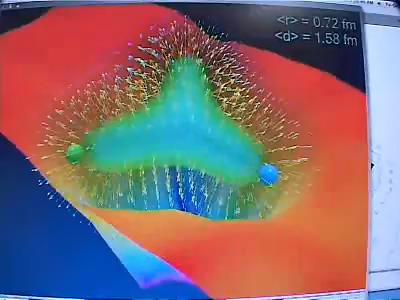 <r> = 0.72 fm
<d> = 1.58 fm